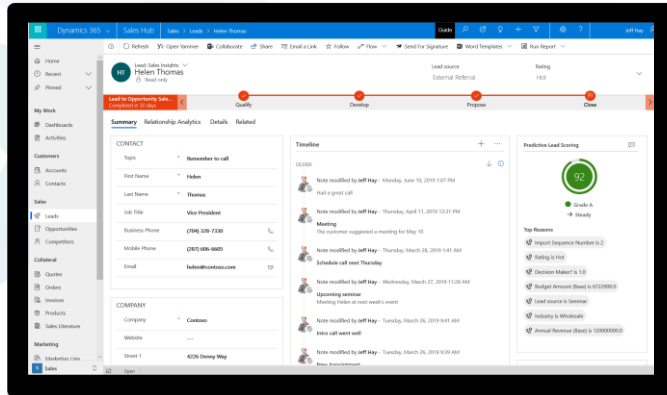 Dynamics 365
Sales Hub
Sales > Leads > Helen Thomas
Guide
Jeff Hay
Refresh
Open Yammer
Collaborate
Share
Email a Link
Follow
Flow
Send For Signature
Word Templates
Run Report
Home
Recent
Pinned
My Work
Dashboards
Activities
Customers
Accounts
Contacts
Sales
Leads
Opportunities
Competitors
Collateral
Quotes
Orders
Invoices
Products
Sales Literature
Marketing
Marketing Lists
S Sales
HT
Lead: Sales Insights
Helen Thomas
Read only
Lead source
External Referral
Rating
Hot
Lead to Opportunity Sale...
Completed in 10 days
Qualify
Develop
Propose
Close
Summary Relationship Analytics Details Related
CONTACT
Topic * Remember to call
First Name * Helen
Last Name * Thomas
Job Title Vice President
Business Phone (704) 328-7330
Mobile Phone (287) 606-6605
Email helen@contoso.com
COMPANY
Company * Contoso
Website ---
Street 1 4226 Denny Way
Timeline
OLDER
Note modified by Jeff Hay - Monday, June 10, 2019 1:07 PM
Had a great call
Note modified by Jeff Hay - Thursday, April 11, 2019 12:31 PM
Meeting
The customer suggested a meeting for May 10
Note modified by Jeff Hay - Thursday, March 28, 2019 1:41 AM
Schedule call next Thursday
Note modified by Jeff Hay - Wednesday, March 27, 2019 11:28 AM
Upcoming seminar
Meeting Helen at next week's event
Note modified by Jeff Hay - Tuesday, March 26, 2019 9:41 AM
Intro call went well
Note modified by Jeff Hay - Tuesday, March 26, 2019 9:39 AM
New Appointment
Predictive Lead Scoring
92
Grade A
Steady
Top Reasons
Import Sequence Number is 2
Rating is Hot
Decision Maker? is 1.0
Lead source is Seminar
Industry is Wholesale
Annual Revenue (Base) is 120000000.0
Open